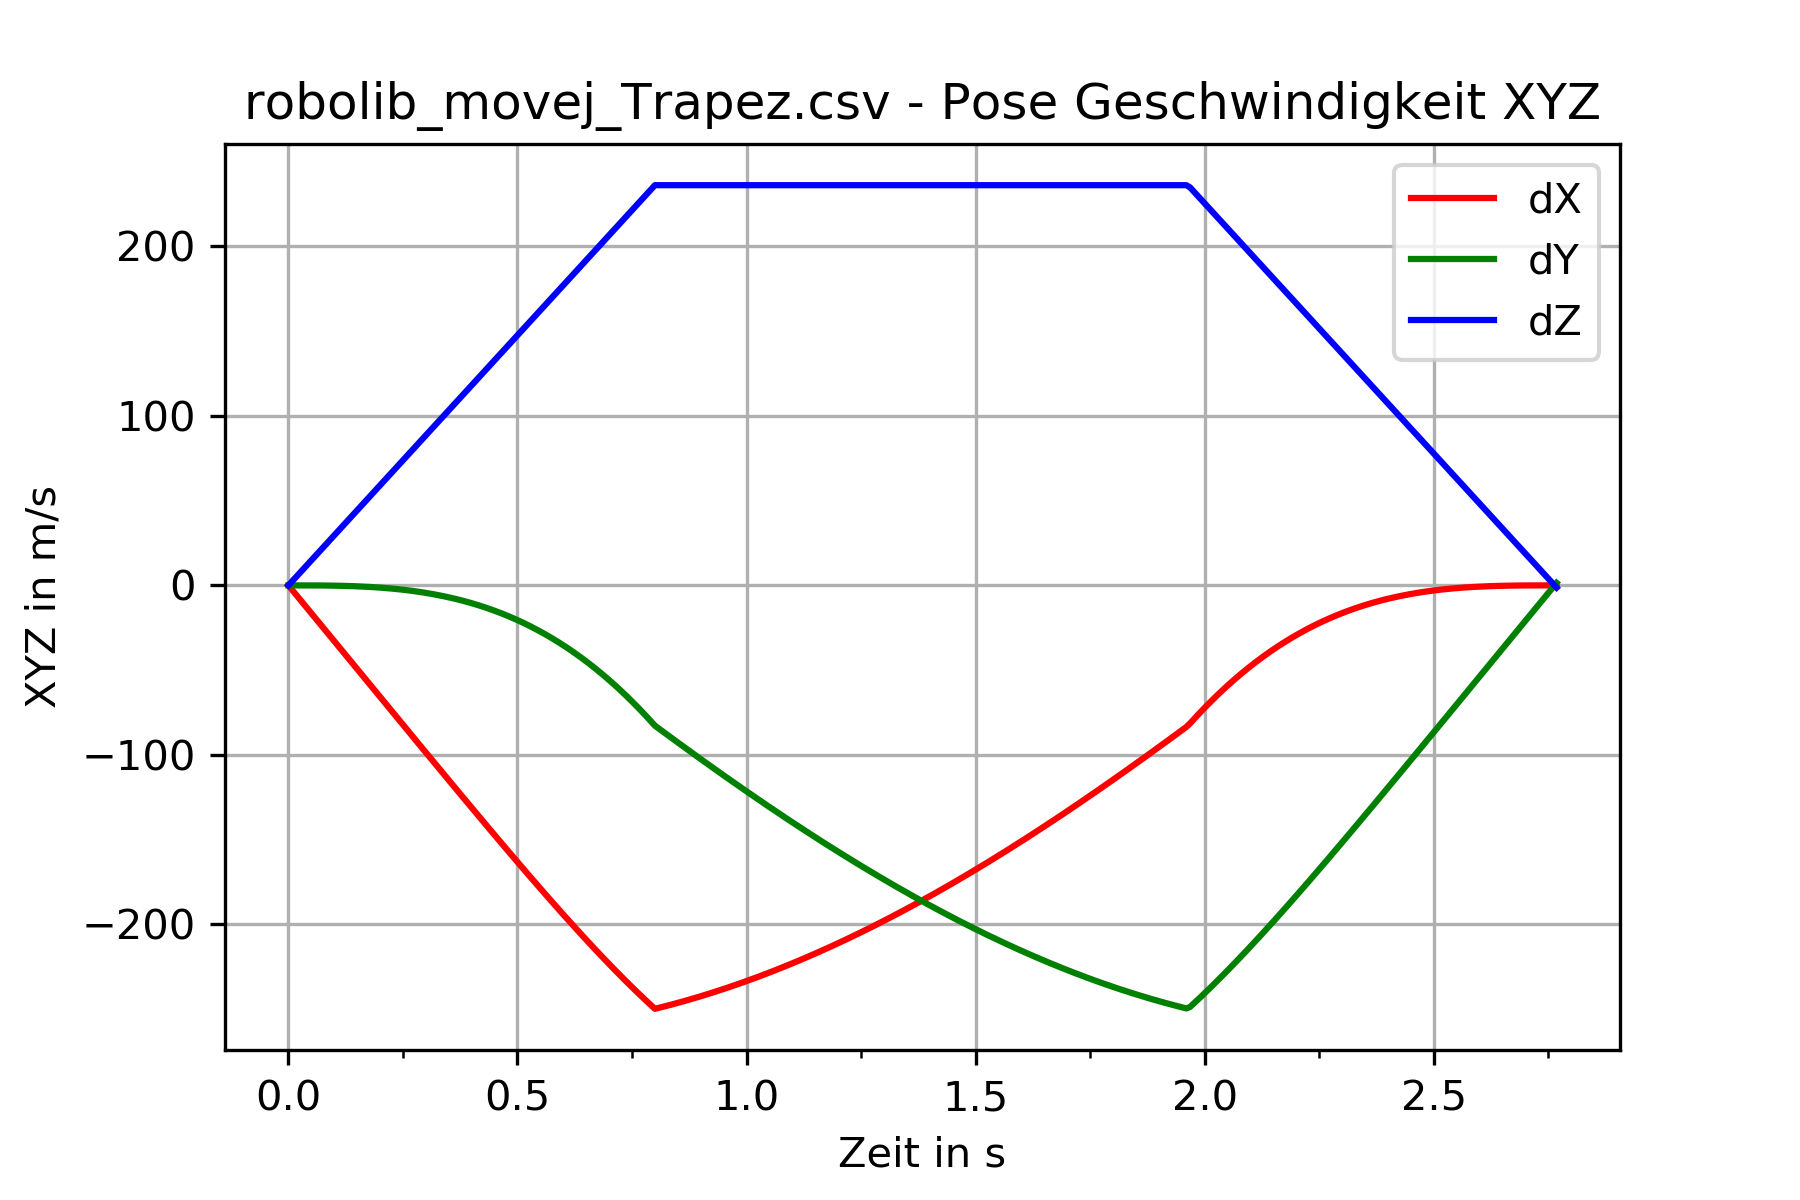 robolib_movej_Trapez.csv - Pose Geschwindigkeit XYZ
dX
dY
dZ
200
100
0
−100
−200
XYZ in m/s
0.0 0.5 1.0 1.5 2.0 2.5
Zeit in s